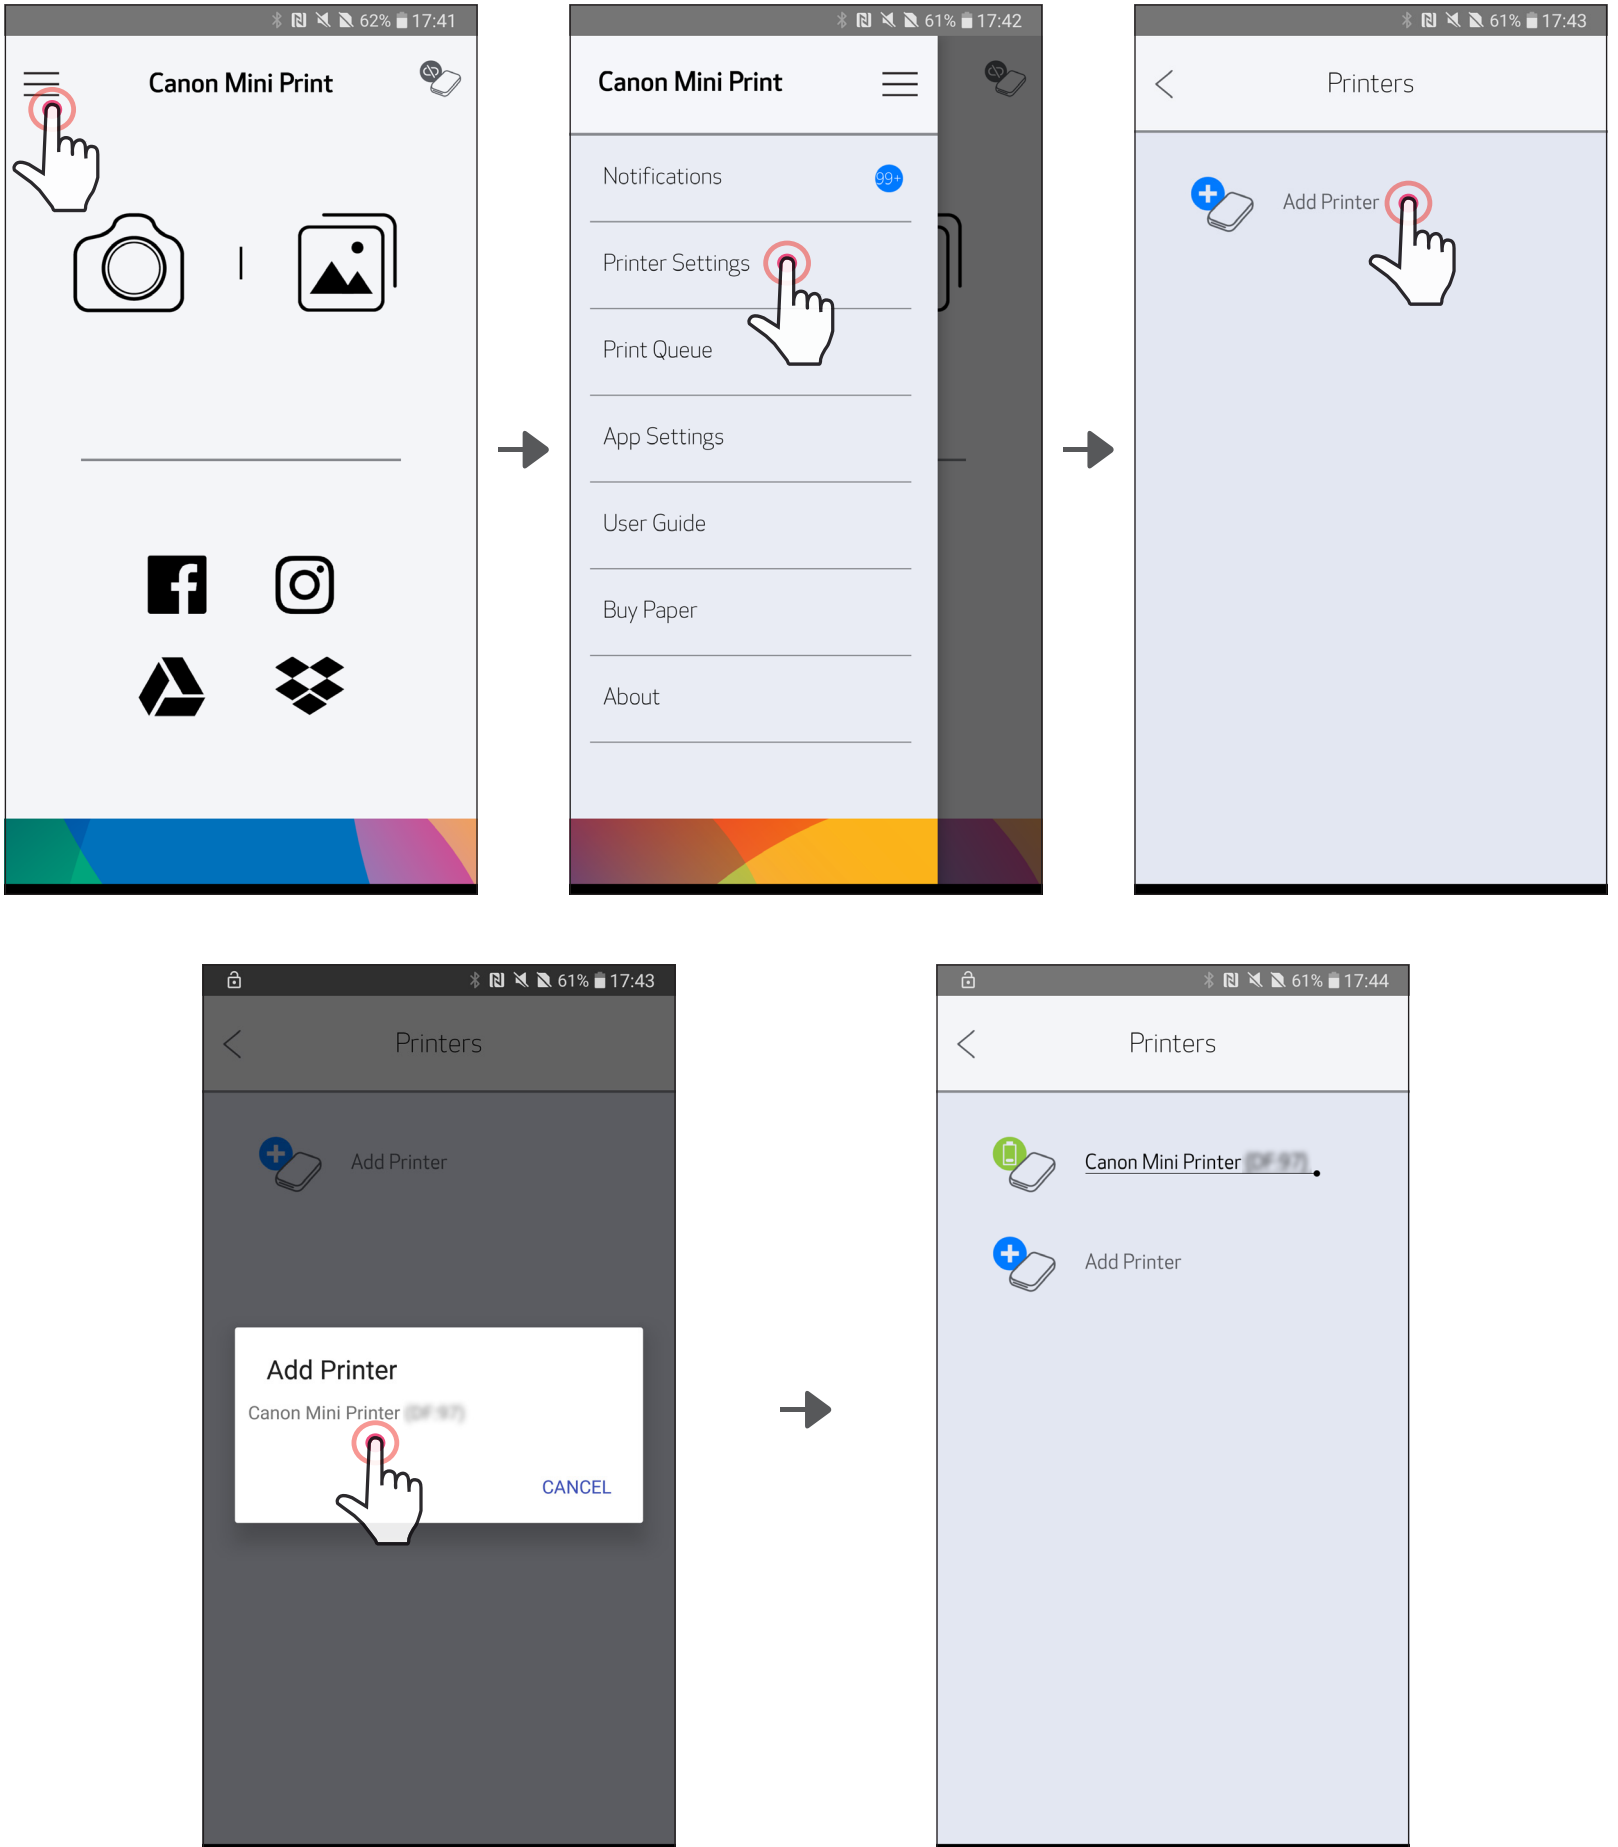 62% 17:41
Canon Mini Print
61% 17:42
Canon Mini Print
Notifications
99+
Printer Settings
Print Queue
App Settings
User Guide
Buy Paper
About
61% 17:43
Printers
Add Printer
61% 17:43
Printers
Add Printer
Add Printer
Canon Mini Printer
CANCEL
61% 17:44
Printers
Canon Mini Printer
Add Printer